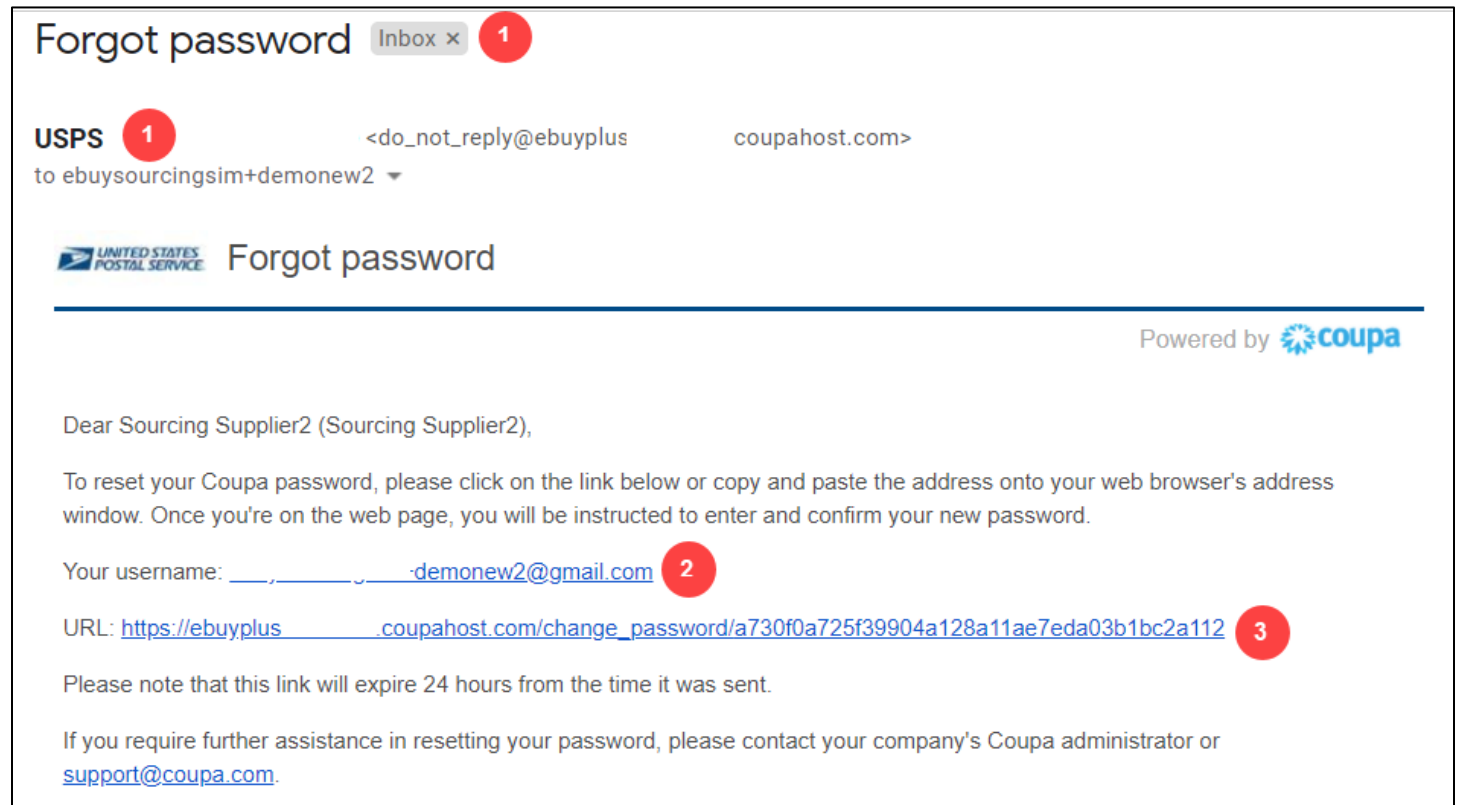 Forgot password Inbox × 1
USPS 1 <do_not_reply@ebuyplus coupahost.com>
to ebuysourcingsim+demonew2
UNITED STATES
POSTAL SERVICE
Forgot password
Powered by coupa
Dear Sourcing Supplier2 (Sourcing Supplier2),
To reset your Coupa password, please click on the link below or copy and paste the address onto your web browser's address
window. Once you're on the web page, you will be instructed to enter and confirm your new password.
Your username: demonew2@gmail.com 2
URL: https://ebuyplus .coupahost.com/change_password/a730f0a725f39904a128a11ae7eda03b1bc2a112 3
Please note that this link will expire 24 hours from the time it was sent.
If you require further assistance in resetting your password, please contact your company's Coupa administrator or
support@coupa.com.